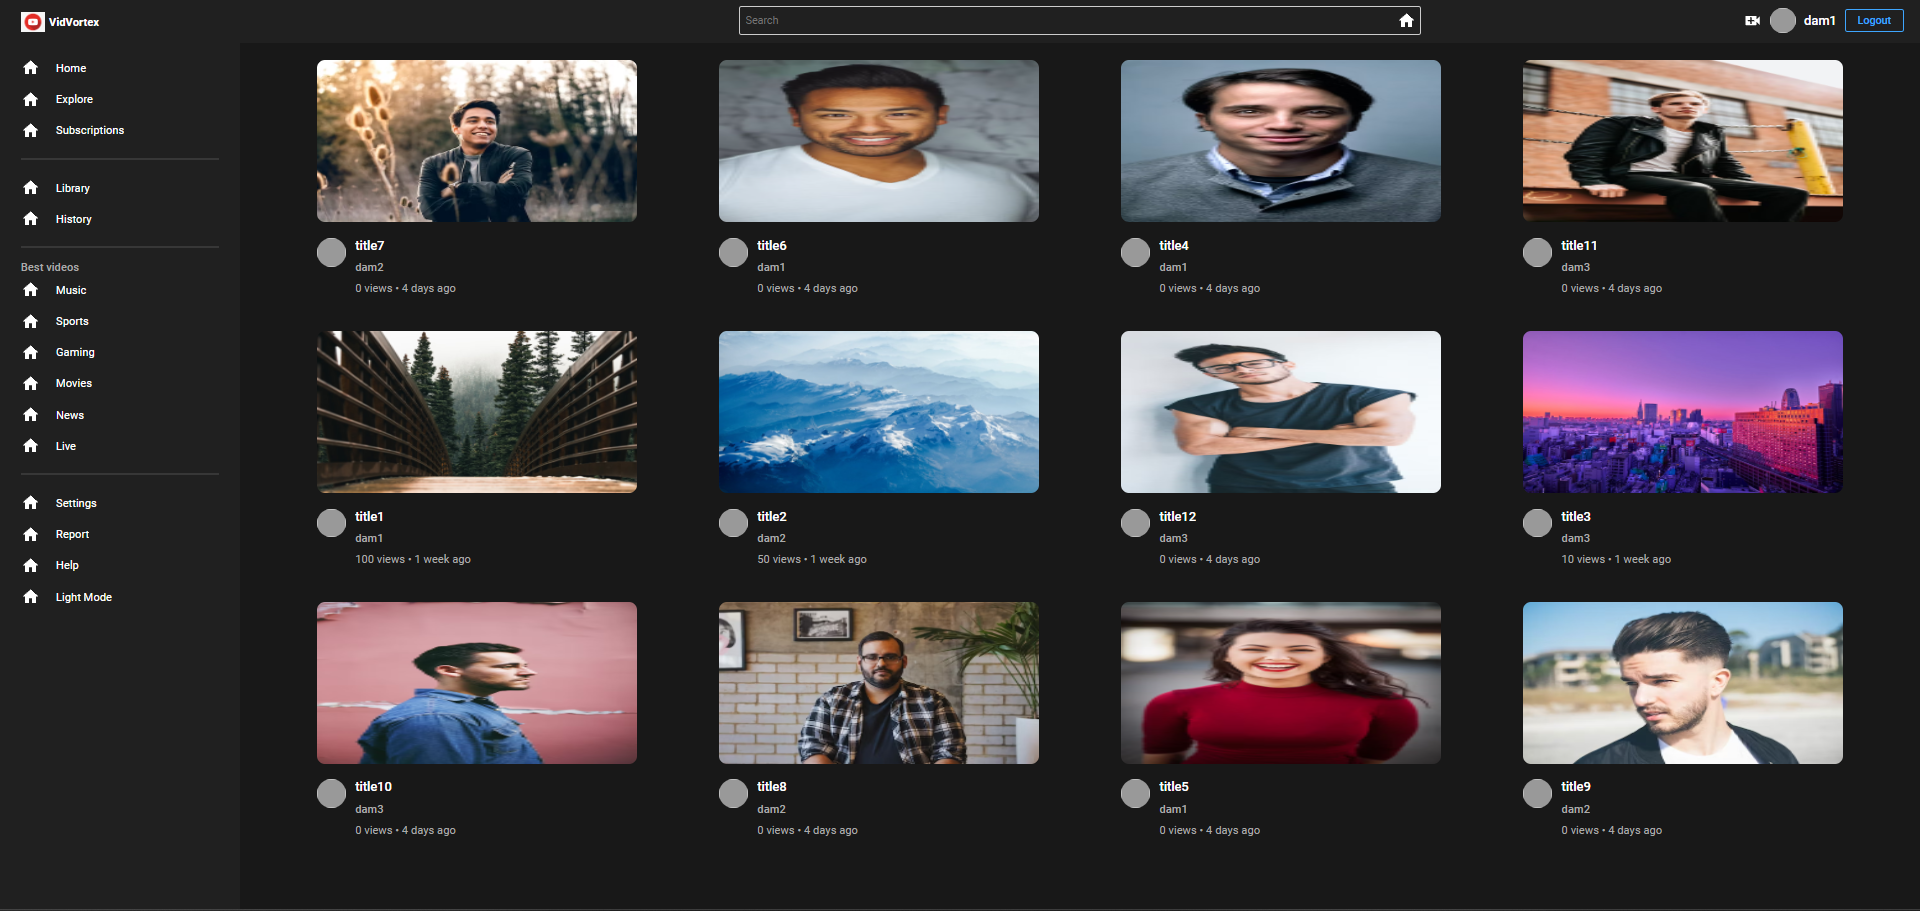 VidVortex
Search
dam1
Logout
Home
Explore
Subscriptions
Library
History
Best videos
Music
Sports
Gaming
Movies
News
Live
Settings
Report
Help
Light Mode
title7
dam2
0 views • 4 days ago
title6
dam1
0 views • 4 days ago
title4
dam1
0 views • 4 days ago
title11
dam3
0 views • 4 days ago
title1
dam1
100 views • 1 week ago
title2
dam2
50 views • 1 week ago
title12
dam3
0 views • 4 days ago
title3
dam3
10 views • 1 week ago
title10
dam3
0 views • 4 days ago
title8
dam2
0 views • 4 days ago
title5
dam1
0 views • 4 days ago
title9
dam2
0 views • 4 days ago